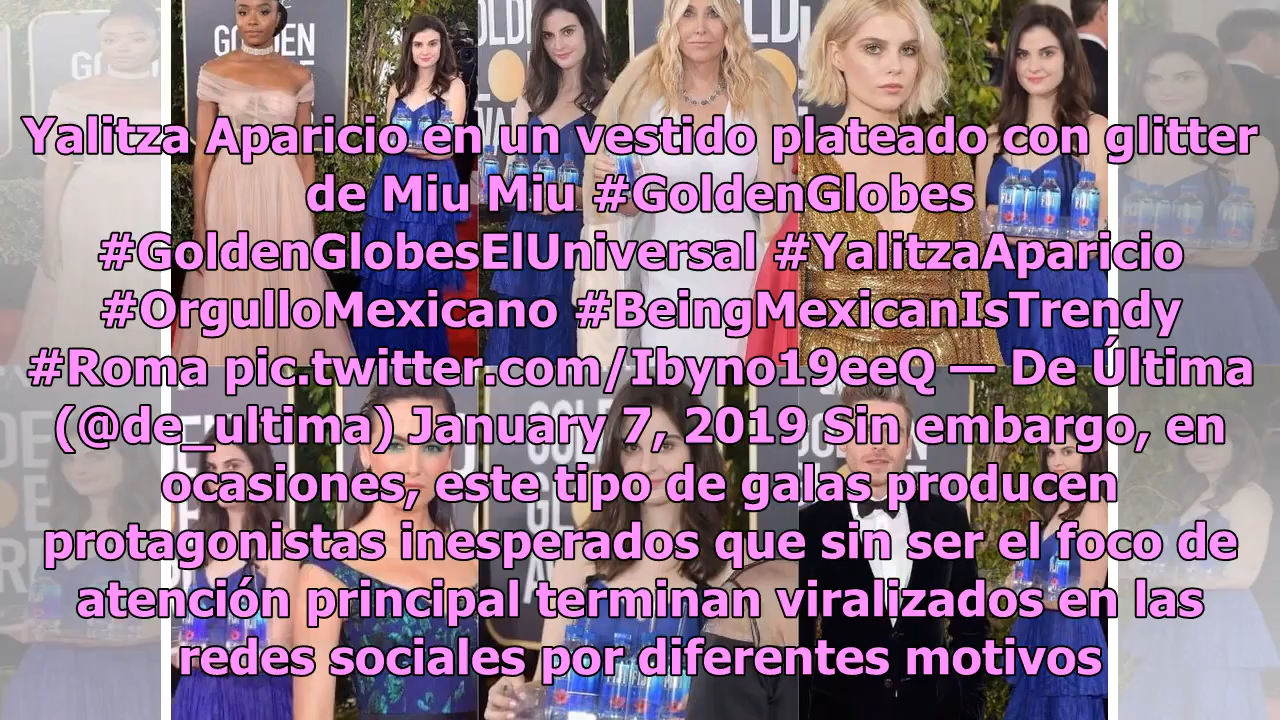 Yalitza Aparicio en un vestido plateado con glitter
de Miu Miu #GoldenGlobes
#GoldenGlobesElUniversal #YalitzaAparicio
#OrgulloMexicano #BeingMexicanIsTrendy
#Roma pic.twitter.com/Ibyno19eeQ — De Última
(@de_ultima) January 7, 2019 Sin embargo, en
ocasiones, este tipo de galas producen
protagonistas inesperados que sin ser el foco de
atención principal terminan viralizados en las
redes sociales por diferentes motivos
GOLDEN
FIJI